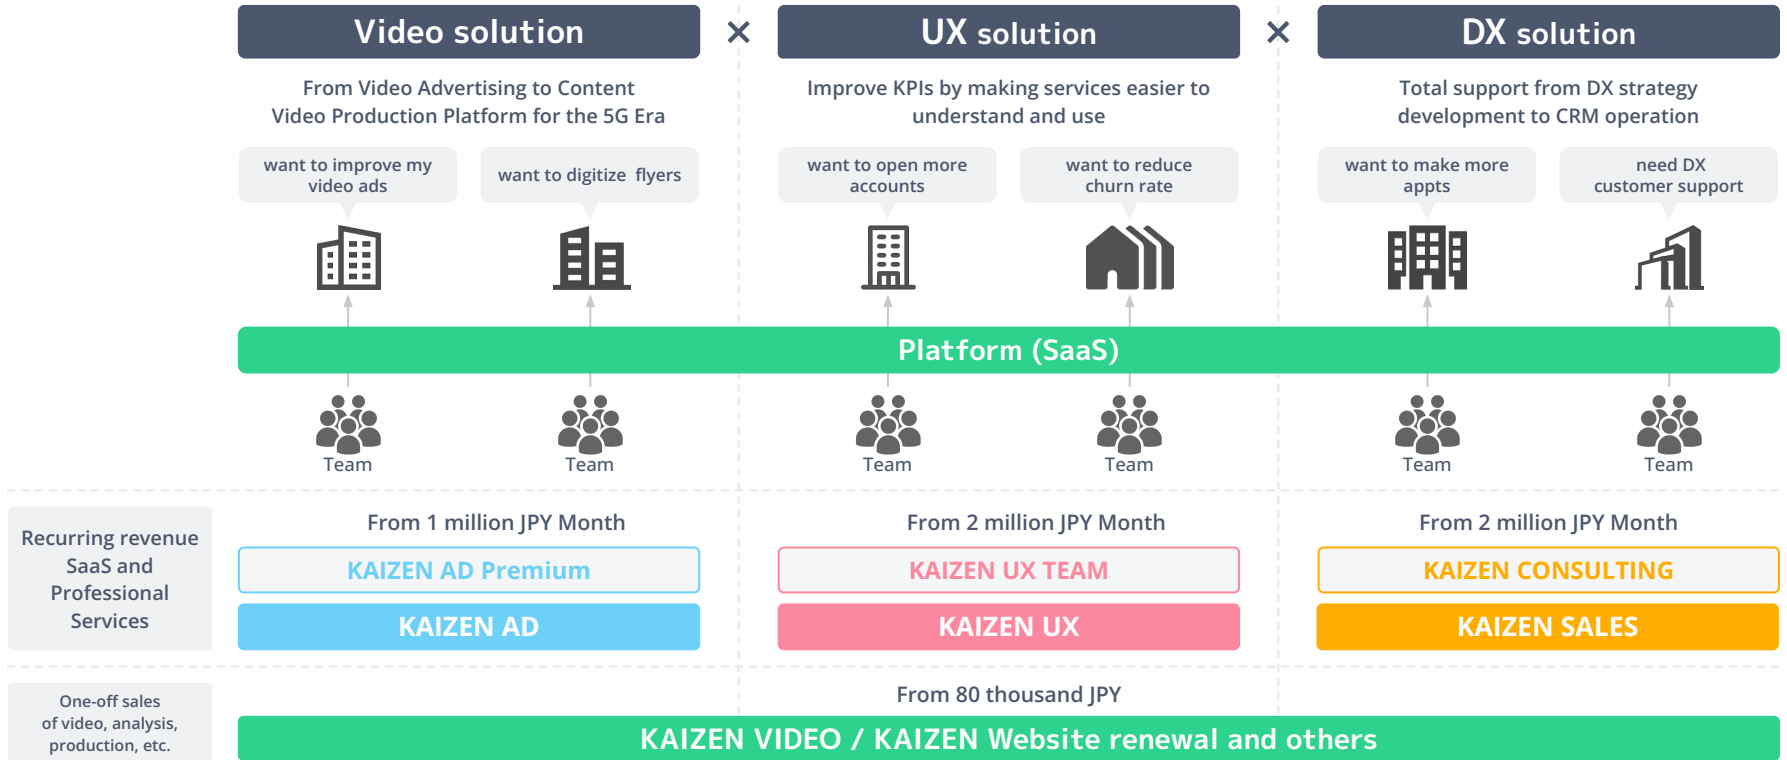 Video solution × UX solution × DX solution
From Video Advertising to Content
Video Production Platform for the 5G Era
Improve KPIs by making services easier to
understand and use
Total support from DX strategy
development to CRM operation
want to improve my
video ads
want to digitize flyers
want to open more
accounts
want to reduce
churn rate
want to make more
appts
need DX
customer support
Platform (SaaS)
Team
Team
Team
Team
Team
Team
Recurring revenue
SaaS and
Professional
Services
From 1 million JPY Month
KAIZEN AD Premium
KAIZEN AD
From 2 million JPY Month
KAIZEN UX TEAM
KAIZEN UX
From 2 million JPY Month
KAIZEN CONSULTING
KAIZEN SALES
One-off sales
of video, analysis,
production, etc.
From 80 thousand JPY
KAIZEN VIDEO / KAIZEN Website renewal and others